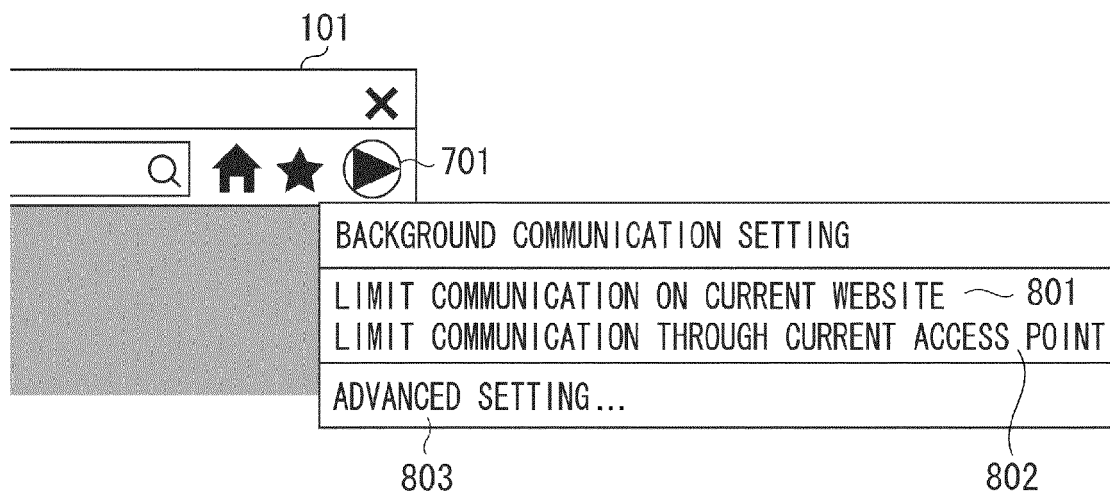 101
701
BACKGROUND COMMUNICATION SETTING
LIMIT COMMUNICATION ON CURRENT WEBSITE 801
LIMIT COMMUNICATION THROUGH CURRENT ACCESS POINT
ADVANCED SETTING...
803 802